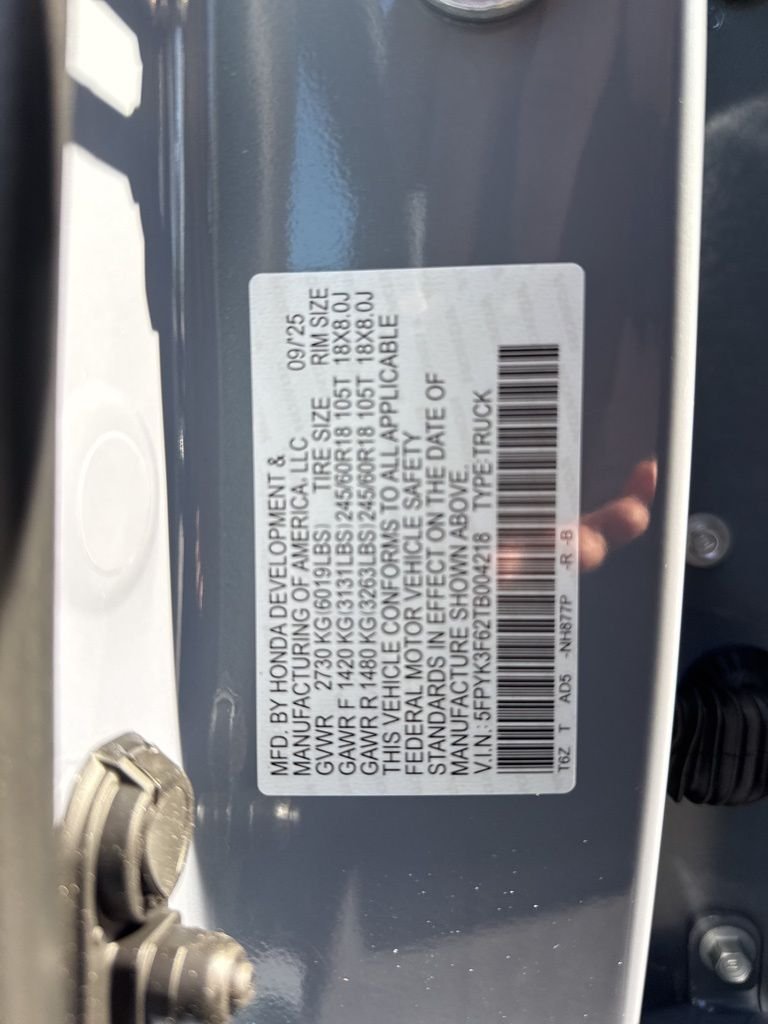 MFD. BY HONDA DEVELOPMENT &
MANUFACTURING OF AMERICA, LLC 09/'25
GVWR 2730 KG(6019LBS) TIRE SIZE RIM SIZE
GAWR F 1420 KG(3131LBS)245/60R18 105T 18X8.0J
GAWR R 1480 KG(3263LBS)245/60R18 105T 18X8.0J
THIS VEHICLE CONFORMS TO ALL APPLICABLE
FEDERAL MOTOR VEHICLE SAFETY
STANDARDS IN EFFECT ON THE DATE OF
MANUFACTURE SHOWN ABOVE.
V.I.N.: 5FPYK3F62TB004218 TYPE:TRUCK
T6Z T AD5 -NH877P -R -B